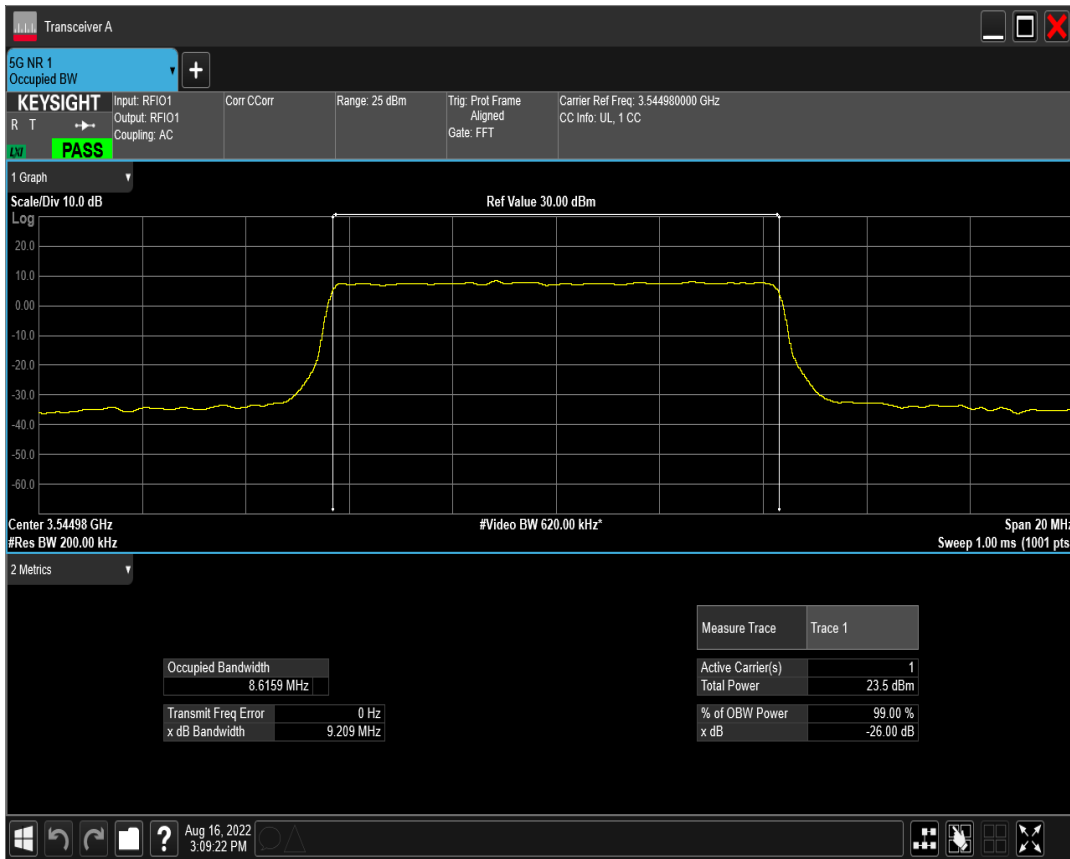 Transceiver A
5G NR 1
Occupied BW
+
KEYSIGHT
R T
LXI
PASS
Input: RFIO1
Output: RFIO1
Coupling: AC
Corr CCorr
Range: 25 dBm
Trig: Prot Frame
Aligned
Gate: FFT
Carrier Ref Freq: 3.544980000 GHz
CC Info: UL, 1 CC
1 Graph
Scale/Div 10.0 dB
Ref Value 30.00 dBm
Log
20.0
10.0
0.00
-10.0
-20.0
-30.0
-40.0
-50.0
-60.0
Center 3.54498 GHz
#Video BW 620.00 kHz*
Span 20 MHz
#Res BW 200.00 kHz
Sweep 1.00 ms (1001 pts
2 Metrics
Measure Trace Trace 1
Occupied Bandwidth
8.6159 MHz
Active Carrier(s) 1
Total Power 23.5 dBm
Transmit Freq Error 0 Hz
x dB Bandwidth 9.209 MHz
% of OBW Power 99.00 %
x dB -26.00 dB
?
Aug 16, 2022
3:09:22 PM